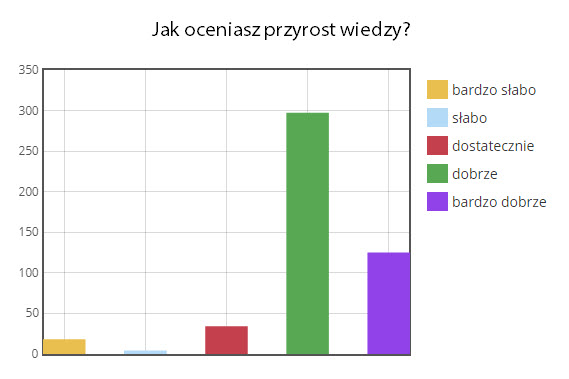 Jak oceniasz przyrost wiedzy?
350
300
250
200
150
100
50
0
bardzo słabo
słabo
dostatecznie
dobrze
bardzo dobrze